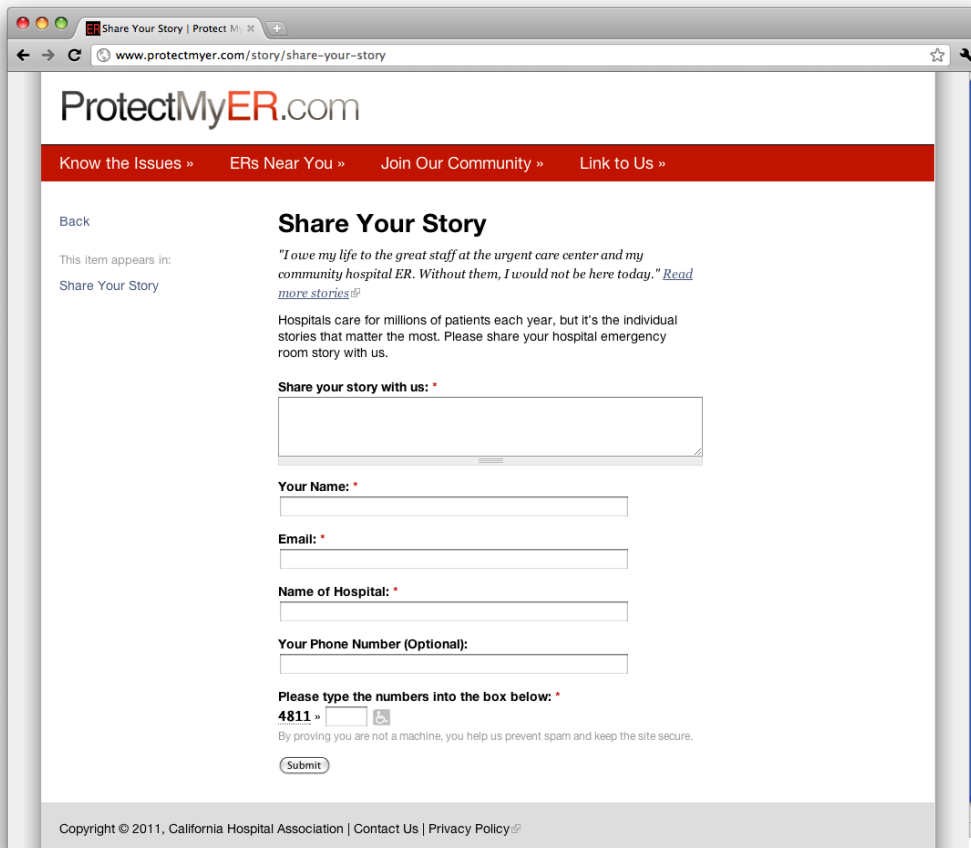 Share Your Story | Protect My
www.protectmyer.com/story/share-your-story
ProtectMyER.com
Know the Issues » ERs Near You » Join Our Community » Link to Us »
Back
This item appears in:
Share Your Story
Share Your Story
"I owe my life to the great staff at the urgent care center and my
community hospital ER. Without them, I would not be here today." Read
more stories
Hospitals care for millions of patients each year, but it's the individual
stories that matter the most. Please share your hospital emergency
room story with us.
Share your story with us: *
Your Name: *
Email: *
Name of Hospital: *
Your Phone Number (Optional):
Please type the numbers into the box below: *
4811 »
By proving you are not a machine, you help us prevent spam and keep the site secure.
Submit
Copyright © 2011, California Hospital Association | Contact Us | Privacy Policy